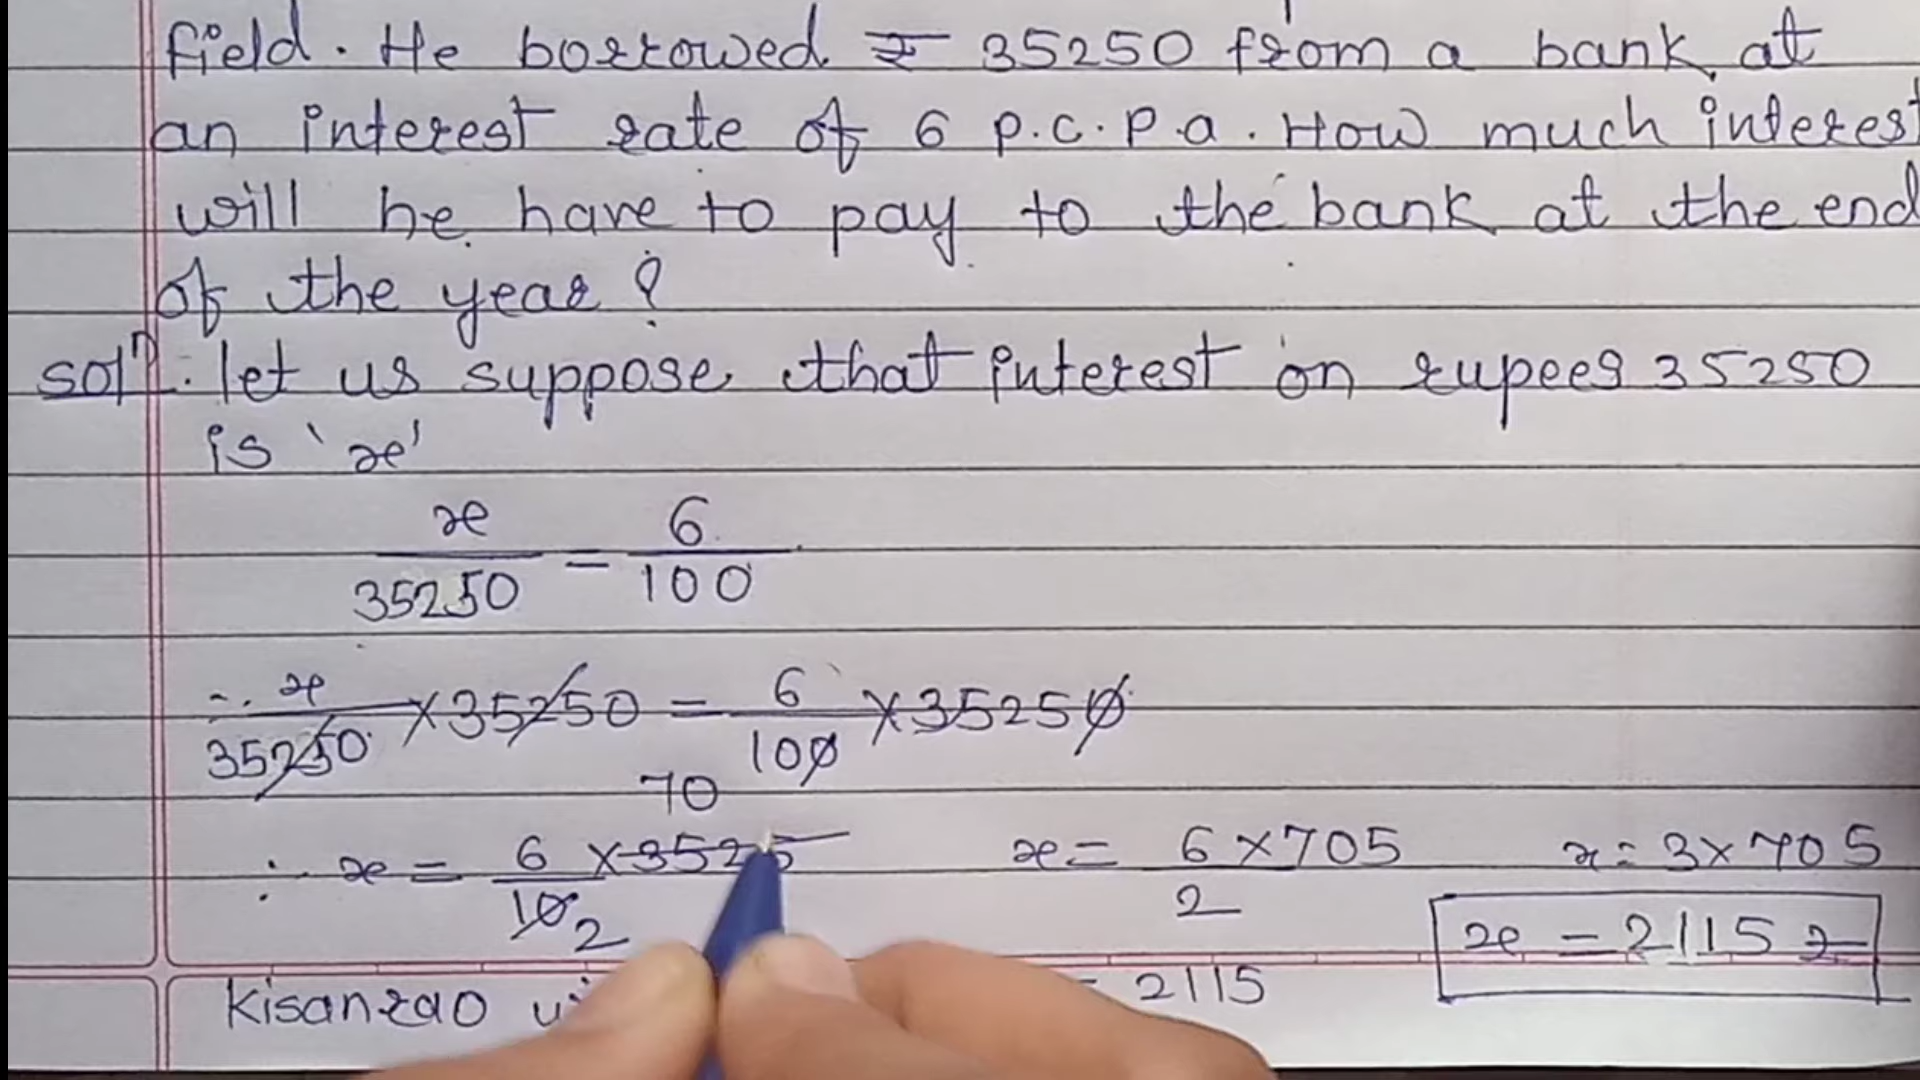 field. He borrowed ₹ 35250 from a bank at
an interest rate of 6 p.c.p.a. How much interest
will he have to pay to the bank at the end
of the year?
solⁿ. let us suppose that interest on rupees 35250
is 'x'
x/35250 = 6/100
∴ x/35250 × 35250 = 6/100 × 35250
70
∴ x = 6/10 × 3525 2 x = 6×705/2 x = 3×705
x = 2115 ₹
Kisanrao = 2115